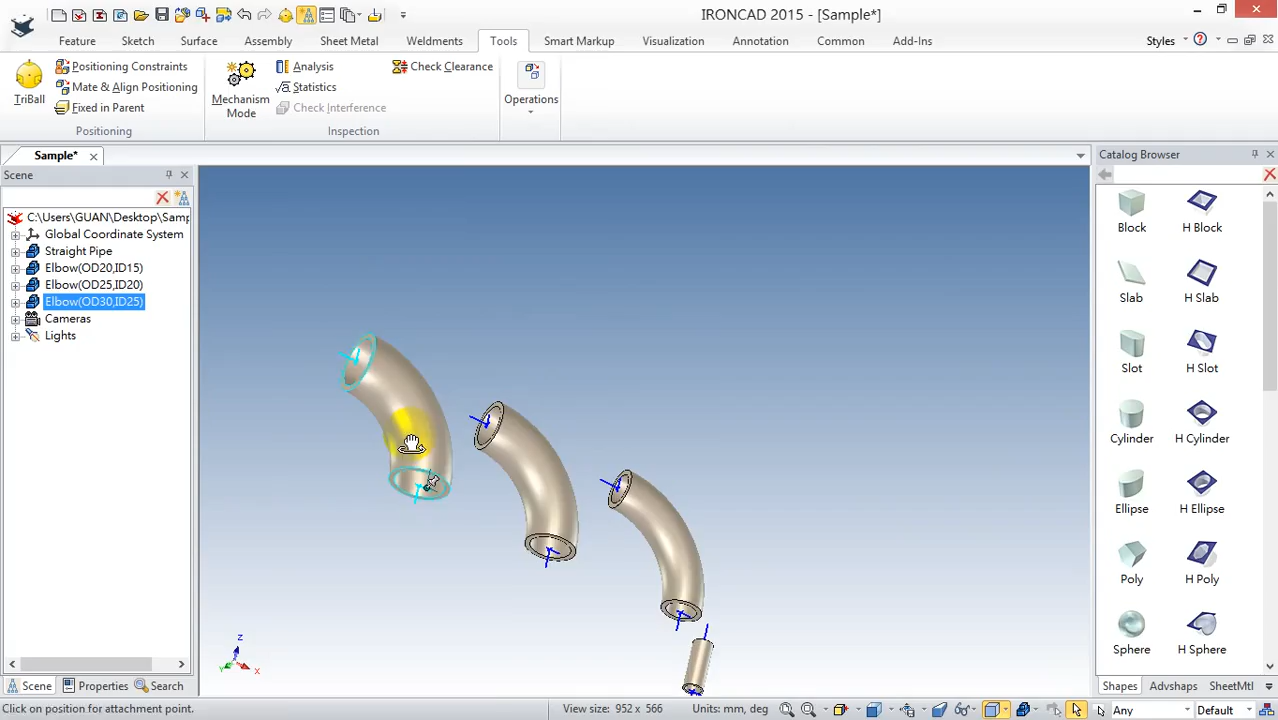 IRONCAD 2015 - [Sample*]
Feature Sketch Surface Assembly Sheet Metal Weldments Tools Smart Markup Visualization Annotation Common Add-Ins Styles
TriBall
Positioning Constraints
Mate & Align Positioning
Fixed in Parent
Positioning
Mechanism Mode
Analysis
Statistics
Check Interference
Check Clearance
Inspection
Operations
Sample*
Scene
C:\Users\GUAN\Desktop\Samp
Global Coordinate System
Straight Pipe
Elbow(OD20,ID15)
Elbow(OD25,ID20)
Elbow(OD30,ID25)
Cameras
Lights
Z
Y
X
Catalog Browser
Block H Block
Slab H Slab
Slot H Slot
Cylinder H Cylinder
Ellipse H Ellipse
Poly H Poly
Sphere H Sphere
Scene Properties Search
Shapes Advshaps SheetMtl
Click on position for attachment point. View size: 952 x 566 Units: mm, deg Any Default